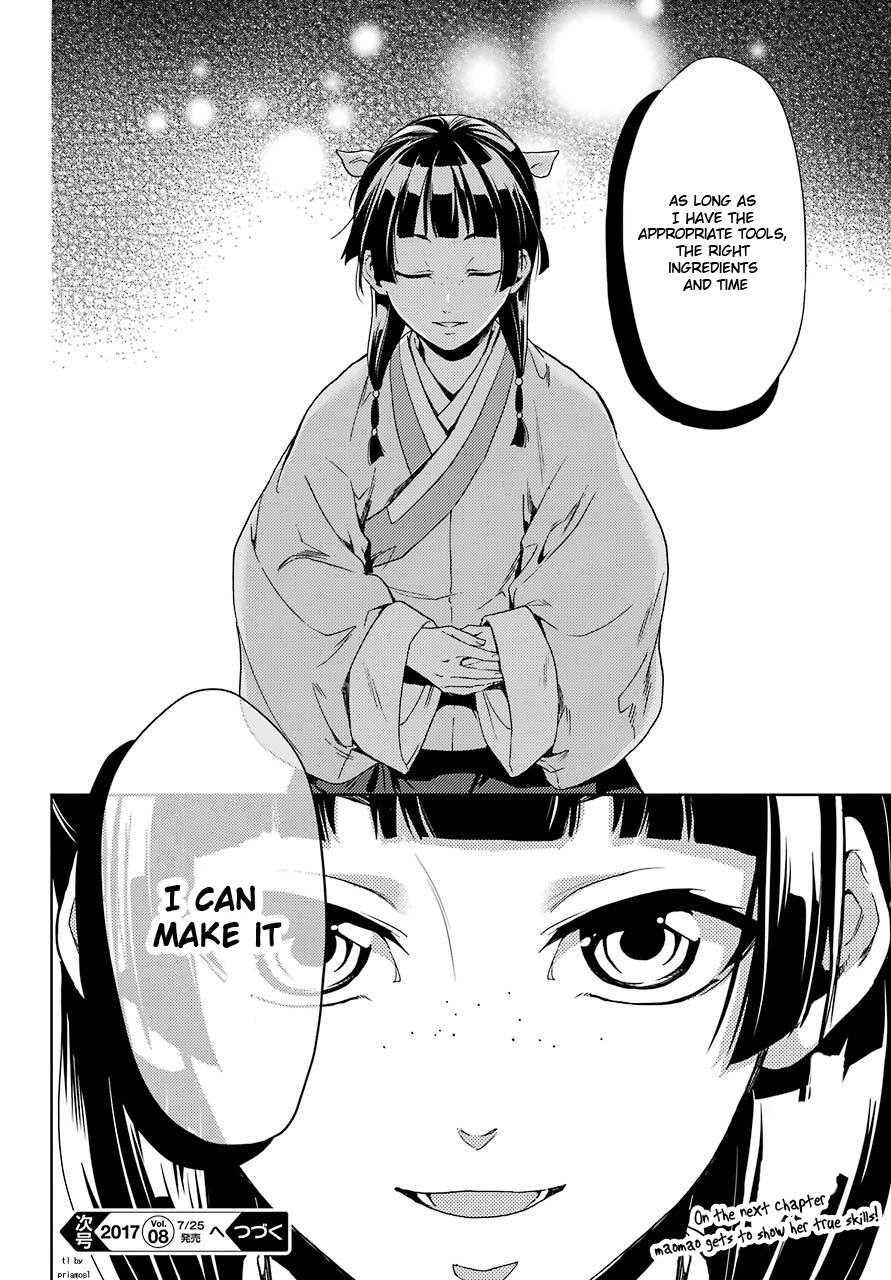 AS LONG AS
I HAVE THE
APPROPRIATE TOOLS,
THE RIGHT
INGREDIENTS
AND TIME
I CAN
MAKE IT
On the next chapter
maomao gets to show her true skills!
次号 2017 Vol. 08 7/25 発売 へ つづく
tl by
priamosl